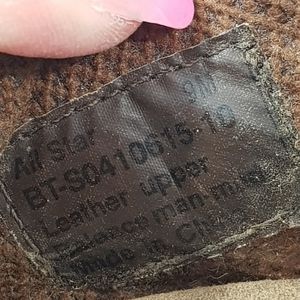 All Star 9M
BT-S0410615-10
Leather upper
Balance man-made
Made in China